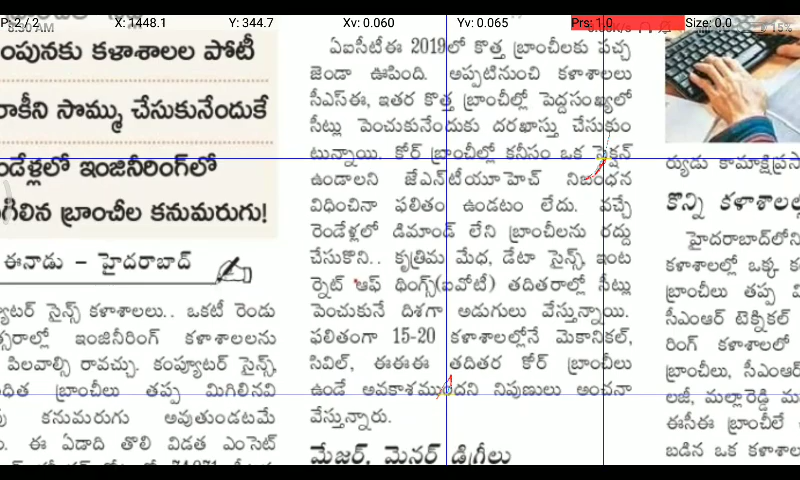 P: 2 / 2 X: 1448.1 Y: 344.7 Xv: 0.060 Yv: 0.065 Prs: 1.0 Size: 0.0
8:30 AM
15%
ంపునకు కళాశాలల పోటీ
రాకీని సొమ్ము చేసుకునేందుకే
ండేళ్లలో ఇంజినీరింగ్‌లో
గిలిన బ్రాంచీల కనుమరుగు!
ఈనాడు - హైదరాబాద్
్యూటర్ సైన్స్ కళాశాలలు.. ఒకటి రెండు
త్సరాల్లో ఇంజినీరింగ్ కళాశాలలను
పిలవాల్సి రావచ్చు. కంప్యూటర్ సైన్స్,
ధిత బ్రాంచీలు తప్ప మిగిలినవి
కనుమరుగు అవుతుండటమే
ఈ ఏడాది తొలి విడత ఎంసెట్
ఏఐసీటీఈ 2019లో కొత్త బ్రాంచీలకు పచ్చ
జెండా ఊపింది. అప్పటినుంచి కళాశాలలు
సీఎస్ఈ, ఇతర కొత్త బ్రాంచీల్లో పెద్దసంఖ్యలో
సీట్లు పెంచుకునేందుకు దరఖాస్తు చేసుకుం
టున్నాయి. కోర్ బ్రాంచీల్లో కనీసం ఒక సెక్షన్
ఉండాలని జేఎన్‌టీయూహెచ్ నిబంధన
విధించినా ఫలితం ఉండటం లేదు. వచ్చే
రెండేళ్లలో డిమాండ్ లేని బ్రాంచీలను రద్దు
చేసుకొని.. కృత్రిమ మేధ, డేటా సైన్స్, ఇంట
ర్నెట్ ఆఫ్ థింగ్స్(ఐవోటీ) తదితరాల్లో సీట్లు
పెంచుకునే దిశగా అడుగులు వేస్తున్నాయి.
ఫలితంగా 15-20 కళాశాలల్లోనే మెకానికల్,
సివిల్, ఈఈఈ తదితర కోర్ బ్రాంచీలు
ఉండే అవకాశముందని నిపుణులు అంచనా
వేస్తున్నారు.
మేజర్, మైనర్ డిగ్రీలు
ర్యుడు కామాక్షిప్రసా
కొన్ని కళాశాలల
హైదరాబాద్‌లోని
కళాశాలల్లో ఒక్క క
బ్రాంచీలు తప్ప మి
సీఎంఆర్ టెక్నికల్
రింగ్ కళాశాలలో
బ్రాంచీలు, సీఎంఆర్
లజీ, మల్లారెడ్డి మ
ఈసీఈ బ్రాంచీలే
బడిన ఒక కళాశాల